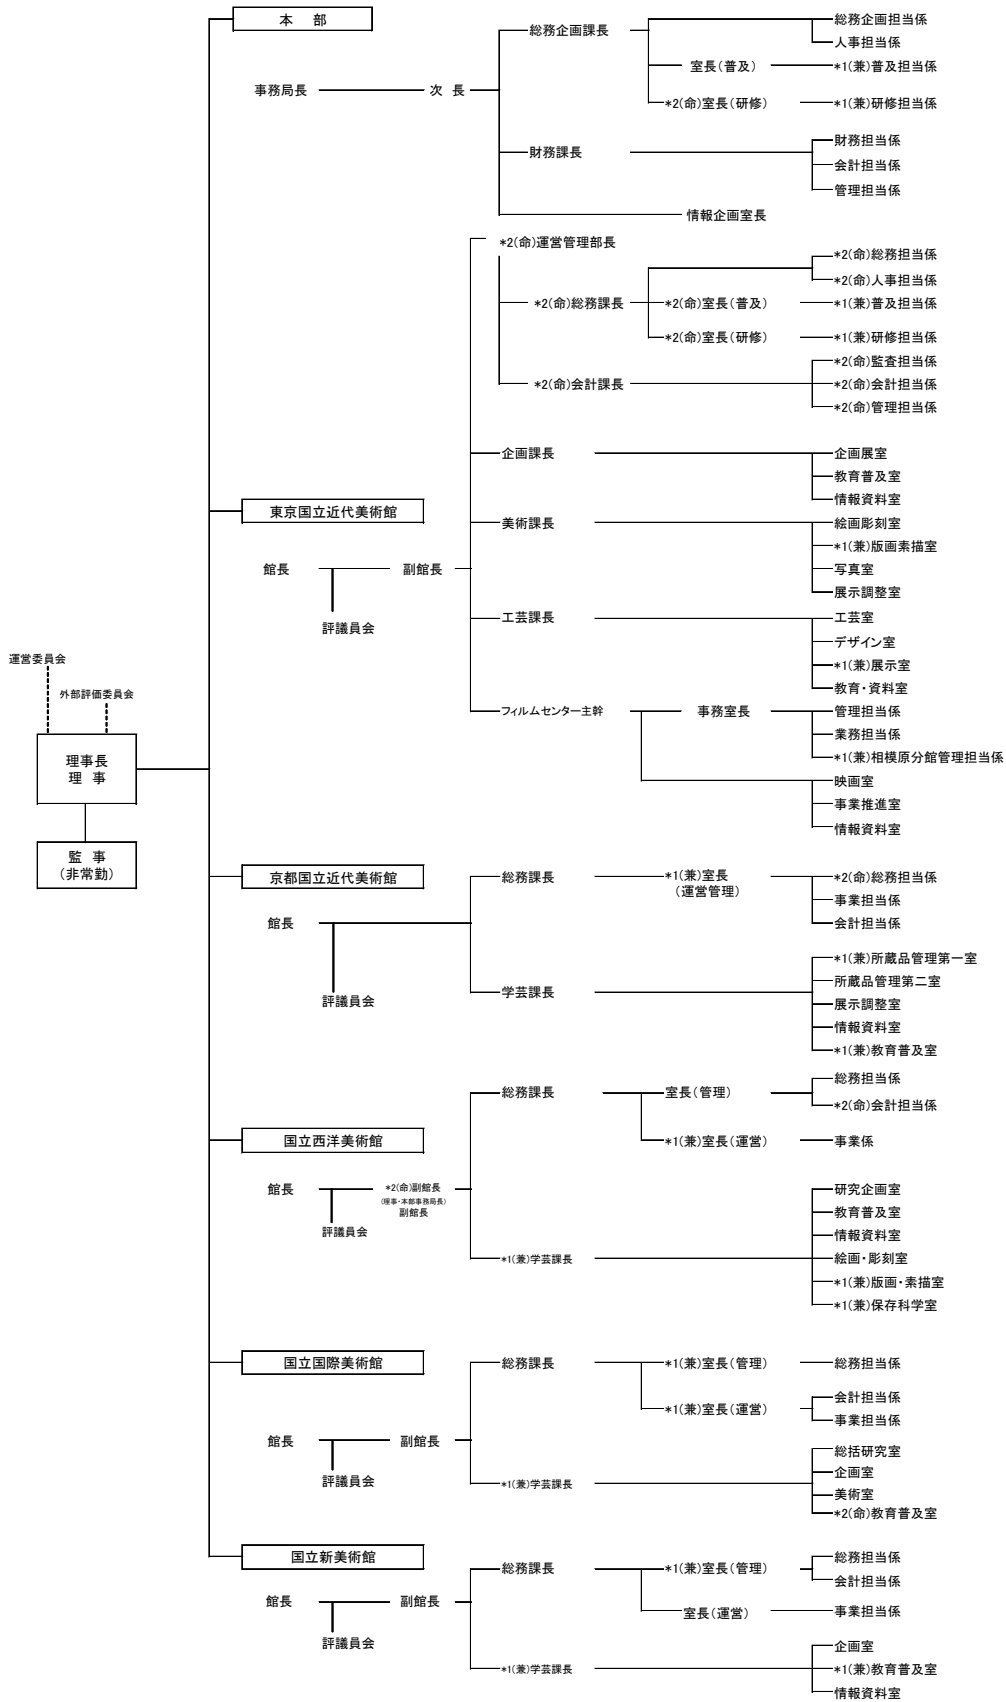 本 部
総務企画課長
総務企画担当係
人事担当係
室長(普及)
*1(兼)普及担当係
事務局長
次 長
*2(命)室長(研修)
*1(兼)研修担当係
財務課長
財務担当係
会計担当係
管理担当係
情報企画室長
*2(命)運営管理部長
*2(命)総務担当係
*2(命)人事担当係
*2(命)総務課長
*2(命)室長(普及)
*1(兼)普及担当係
*2(命)室長(研修)
*1(兼)研修担当係
*2(命)会計課長
*2(命)監査担当係
*2(命)会計担当係
*2(命)管理担当係
企画課長
企画展室
教育普及室
情報資料室
東京国立近代美術館
美術課長
絵画彫刻室
*1(兼)版画素描室
写真室
展示調整室
館長
副館長
評議員会
工芸課長
工芸室
デザイン室
*1(兼)展示室
教育・資料室
運営委員会
外部評価委員会
フィルムセンター主幹
事務室長
管理担当係
業務担当係
*1(兼)相模原分館管理担当係
理事長
理 事
映画室
事業推進室
情報資料室
監 事
(非常勤)
京都国立近代美術館
総務課長
*1(兼)室長
(運営管理)
*2(命)総務担当係
事業担当係
会計担当係
館長
評議員会
学芸課長
*1(兼)所蔵品管理第一室
所蔵品管理第二室
展示調整室
情報資料室
*1(兼)教育普及室
国立西洋美術館
総務課長
室長(管理)
総務担当係
*2(命)会計担当係
*1(兼)室長(運営)
事業係
館長
*2(命)副館長
(理事・本部事務局長)
副館長
評議員会
*1(兼)学芸課長
研究企画室
教育普及室
情報資料室
絵画・彫刻室
*1(兼)版画・素描室
*1(兼)保存科学室
国立国際美術館
総務課長
*1(兼)室長(管理)
総務担当係
*1(兼)室長(運営)
会計担当係
事業担当係
館長
副館長
評議員会
*1(兼)学芸課長
総括研究室
企画室
美術室
*2(命)教育普及室
国立新美術館
総務課長
*1(兼)室長(管理)
総務担当係
会計担当係
室長(運営)
事業担当係
館長
副館長
評議員会
*1(兼)学芸課長
企画室
*1(兼)教育普及室
情報資料室